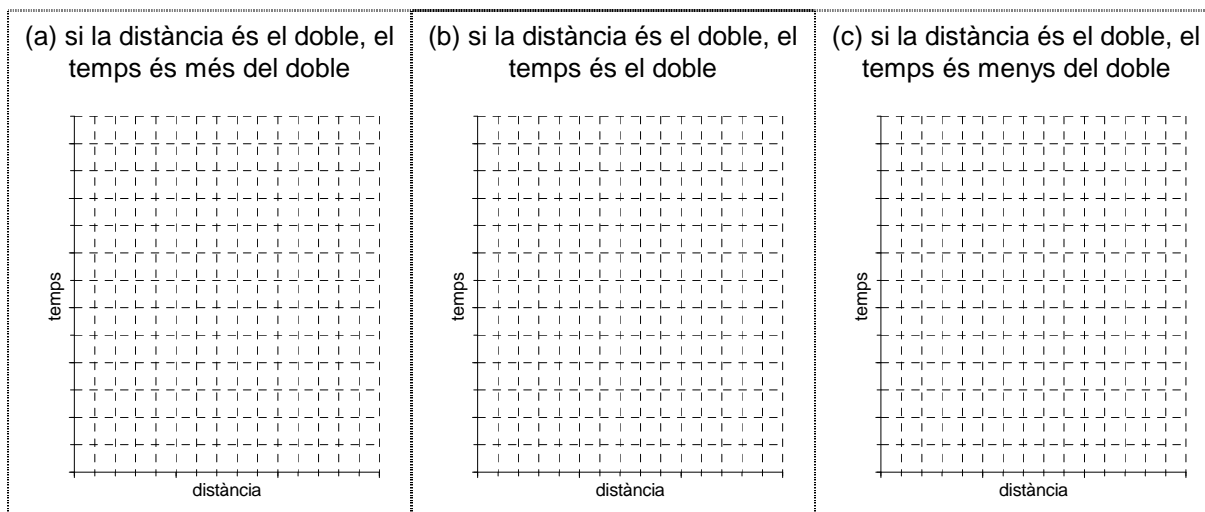 (a) si la distància és el doble, el
temps és més del doble
temps
distància
(b) si la distància és el doble, el
temps és el doble
temps
distància
(c) si la distància és el doble, el
temps és menys del doble
temps
distància